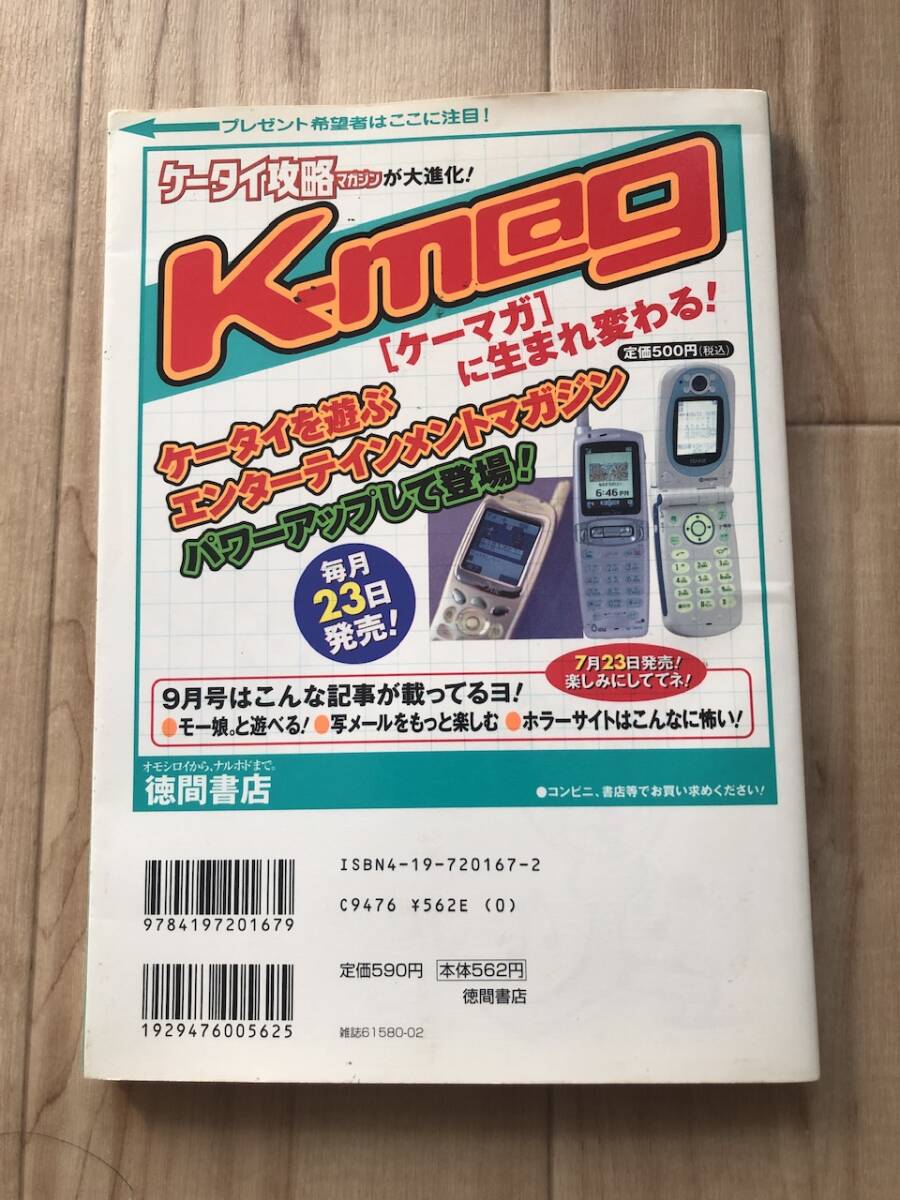 プレゼント希望者はここに注目!
ケータイ攻略マガジンが大進化!
K-mag
[ケーマガ]
に生まれ変わる!
定価500円(税込)
ケータイを遊ぶ
エンターテインメントマガジン
パワーアップして登場!
毎月
23日
発売!
6:46 PM
7月23日発売!
楽しみにしててネ!
9月号はこんな記事が載ってるヨ!
●モー娘。と遊べる! ●写メールをもっと楽しむ ●ホラーサイトはこんなに怖い!
オモシロイから、ナルホドまで。
徳間書店
●コンビニ、書店等でお買い求めください!
ISBN4-19-720167-2
C9476 ¥562E (0)
9784197201679
定価590円 本体562円
徳間書店
1929476005625
雑誌61580-02